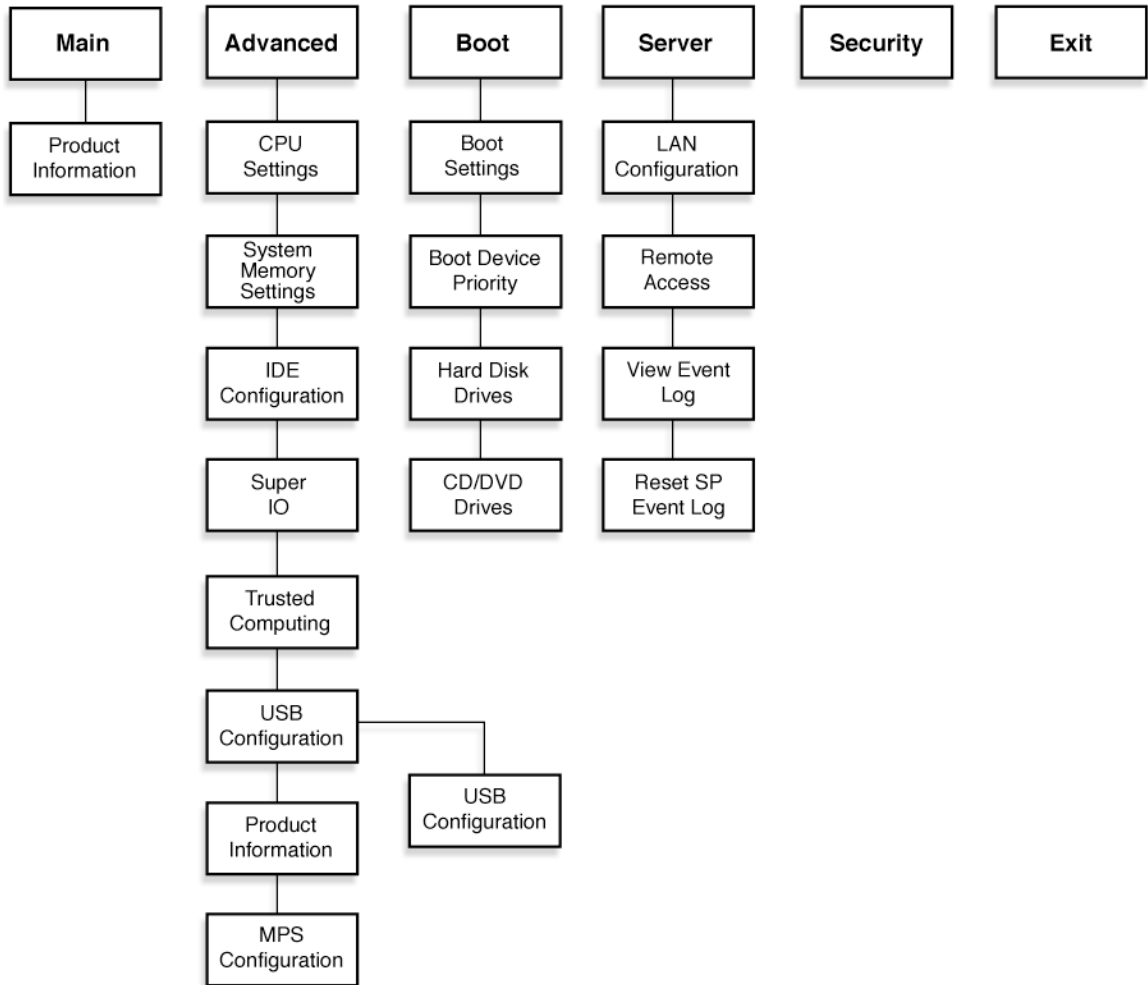 Main
Advanced
Boot
Server
Security
Exit
Product
Information
CPU
Settings
Boot
Settings
LAN
Configuration
System
Memory
Settings
Boot Device
Priority
Remote
Access
IDE
Configuration
Hard Disk
Drives
View Event
Log
Super
IO
CD/DVD
Drives
Reset SP
Event Log
Trusted
Computing
USB
Configuration
USB
Configuration
Product
Information
MPS
Configuration